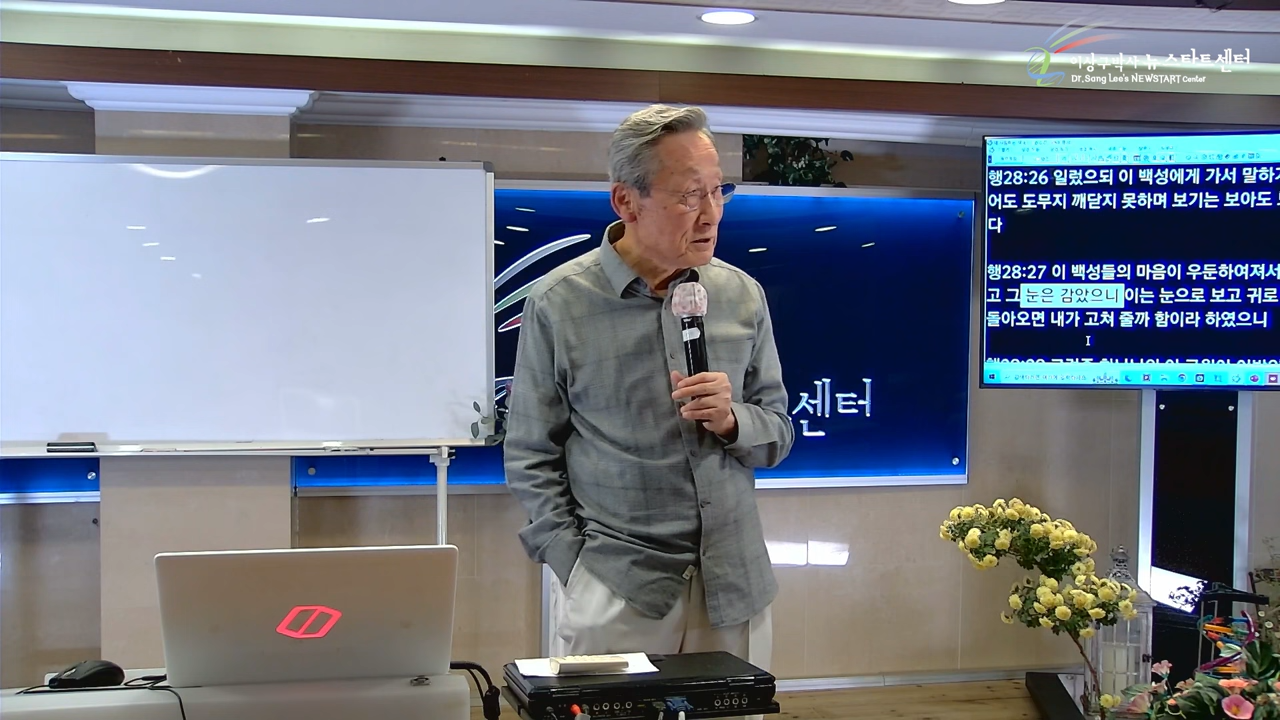 이상구박사 뉴스타트센터
Dr. Sang Lee's NEWSTART Center
행28:26 일렀으되 이 백성에게 가서 말하기
어도 도무지 깨닫지 못하며 보기는 보아도
다
행28:27 이 백성들의 마음이 우둔하여져서
고 그 눈은 감았으니 이는 눈으로 보고 귀로
돌아오면 내가 고쳐 줄까 함이라 하였으니
센터